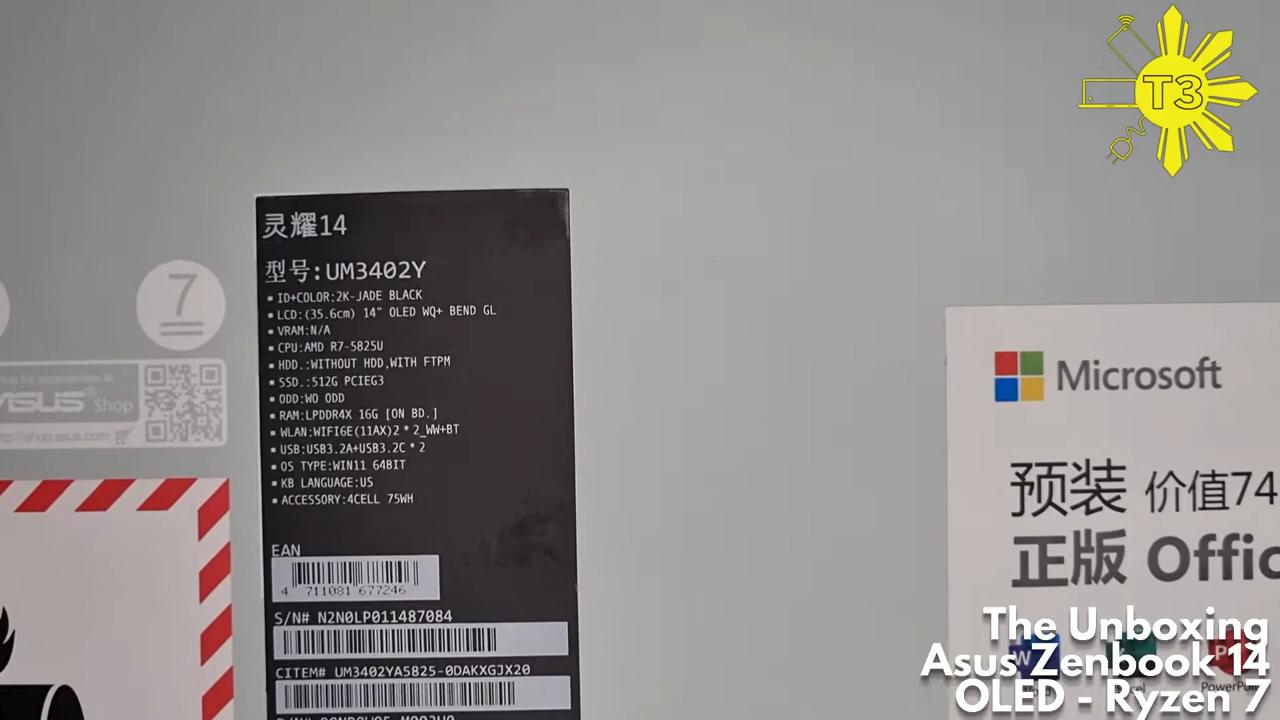 T3
灵耀14
型号:UM3402Y
▪ ID+COLOR:2K-JADE BLACK
▪ LCD:(35.6cm) 14" OLED WQ+ BEND GL
▪ VRAM:N/A
▪ CPU:AMD R7-5825U
▪ HDD.:WITHOUT HDD,WITH FTPM
▪ SSD.:512G PCIEG3
▪ ODD:WO ODD
▪ RAM:LPDDR4X 16G [ON BD.]
▪ WLAN:WIFI6E(11AX)2*2_WW+BT
▪ USB:USB3.2A+USB3.2C*2
▪ OS TYPE:WIN11 64BIT
▪ KB LANGUAGE:US
▪ ACCESSORY:4CELL 75WH
EAN
4 711081 677246
S/N# N2N0LP011487084
CITEM# UM3402YA5825-0DAKXGJX20
7
ASUS Shop
http://shop.asus.com
Microsoft
预装 价值74
正版 Offic
The Unboxing
Asus Zenbook 14
OLED - Ryzen 7